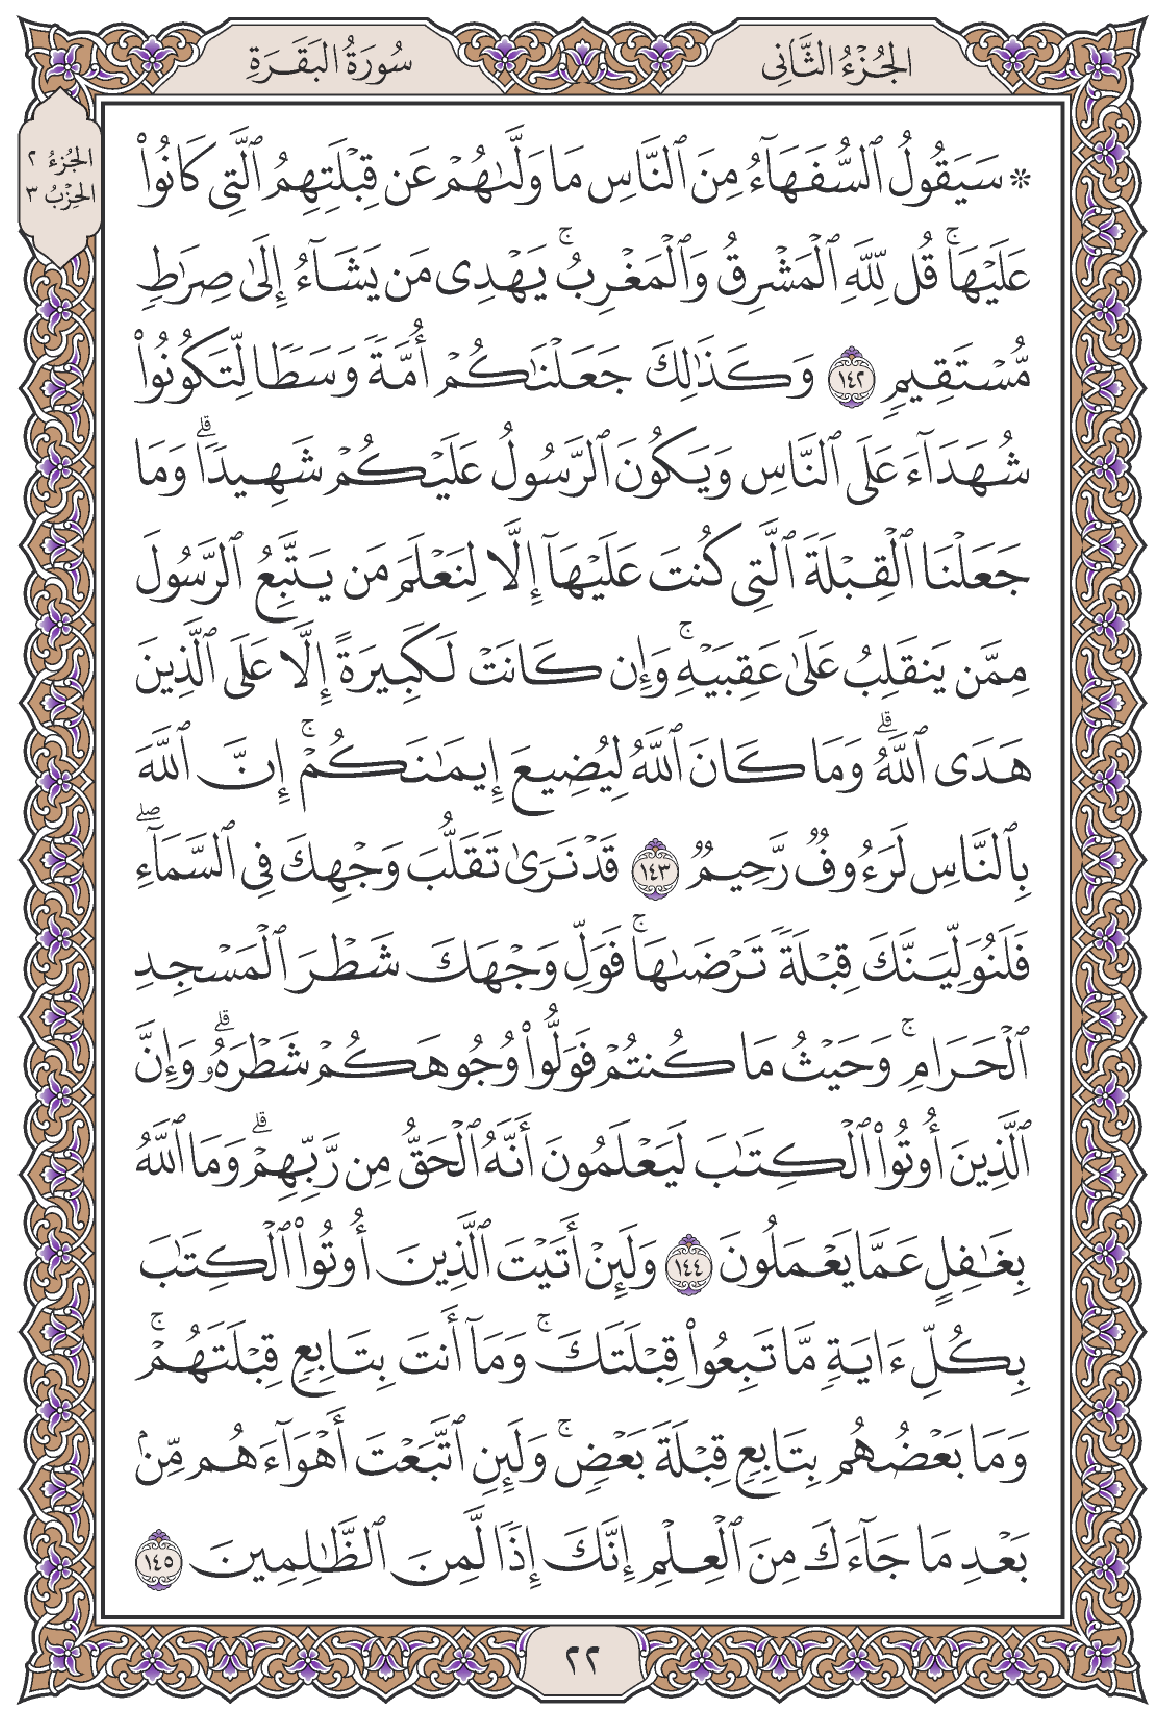 الجُزْءُ الثَّانِي
سُورَةُ البَقَرَةِ
الجُزْءُ ٢
الحِزْبُ ٣
۞ سَيَقُولُ ٱلسُّفَهَآءُ مِنَ ٱلنَّاسِ مَا وَلَّىٰهُمْ عَن قِبْلَتِهِمُ ٱلَّتِى كَانُوا۟
عَلَيْهَا ۚ قُل لِّلَّهِ ٱلْمَشْرِقُ وَٱلْمَغْرِبُ ۚ يَهْدِى مَن يَشَآءُ إِلَىٰ صِرَٰطٍ
مُّسْتَقِيمٍ ١٤٢ وَكَذَٰلِكَ جَعَلْنَـٰكُمْ أُمَّةً وَسَطًا لِّتَكُونُوا۟
شُهَدَآءَ عَلَى ٱلنَّاسِ وَيَكُونَ ٱلرَّسُولُ عَلَيْكُمْ شَهِيدًا ۗ وَمَا
جَعَلْنَا ٱلْقِبْلَةَ ٱلَّتِى كُنتَ عَلَيْهَآ إِلَّا لِنَعْلَمَ مَن يَتَّبِعُ ٱلرَّسُولَ
مِمَّن يَنقَلِبُ عَلَىٰ عَقِبَيْهِ ۚ وَإِن كَانَتْ لَكَبِيرَةً إِلَّا عَلَى ٱلَّذِينَ
هَدَى ٱللَّهُ ۗ وَمَا كَانَ ٱللَّهُ لِيُضِيعَ إِيمَـٰنَكُمْ ۚ إِنَّ ٱللَّهَ
بِٱلنَّاسِ لَرَءُوفٌ رَّحِيمٌ ١٤٣ قَدْ نَرَىٰ تَقَلُّبَ وَجْهِكَ فِى ٱلسَّمَآءِ ۖ
فَلَنُوَلِّيَنَّكَ قِبْلَةً تَرْضَىٰهَا ۚ فَوَلِّ وَجْهَكَ شَطْرَ ٱلْمَسْجِدِ
ٱلْحَرَامِ ۚ وَحَيْثُ مَا كُنتُمْ فَوَلُّوا۟ وُجُوهَكُمْ شَطْرَهُۥ ۗ وَإِنَّ
ٱلَّذِينَ أُوتُوا۟ ٱلْكِتَـٰبَ لَيَعْلَمُونَ أَنَّهُ ٱلْحَقُّ مِن رَّبِّهِمْ ۗ وَمَا ٱللَّهُ
بِغَـٰفِلٍ عَمَّا يَعْمَلُونَ ١٤٤ وَلَئِنْ أَتَيْتَ ٱلَّذِينَ أُوتُوا۟ ٱلْكِتَـٰبَ
بِكُلِّ ءَايَةٍ مَّا تَبِعُوا۟ قِبْلَتَكَ ۚ وَمَآ أَنتَ بِتَابِعٍ قِبْلَتَهُمْ ۚ
وَمَا بَعْضُهُم بِتَابِعٍ قِبْلَةَ بَعْضٍ ۚ وَلَئِنِ ٱتَّبَعْتَ أَهْوَآءَهُم مِّنۢ
بَعْدِ مَا جَآءَكَ مِنَ ٱلْعِلْمِ إِنَّكَ إِذًا لَّمِنَ ٱلظَّـٰلِمِينَ ١٤٥
٢٢